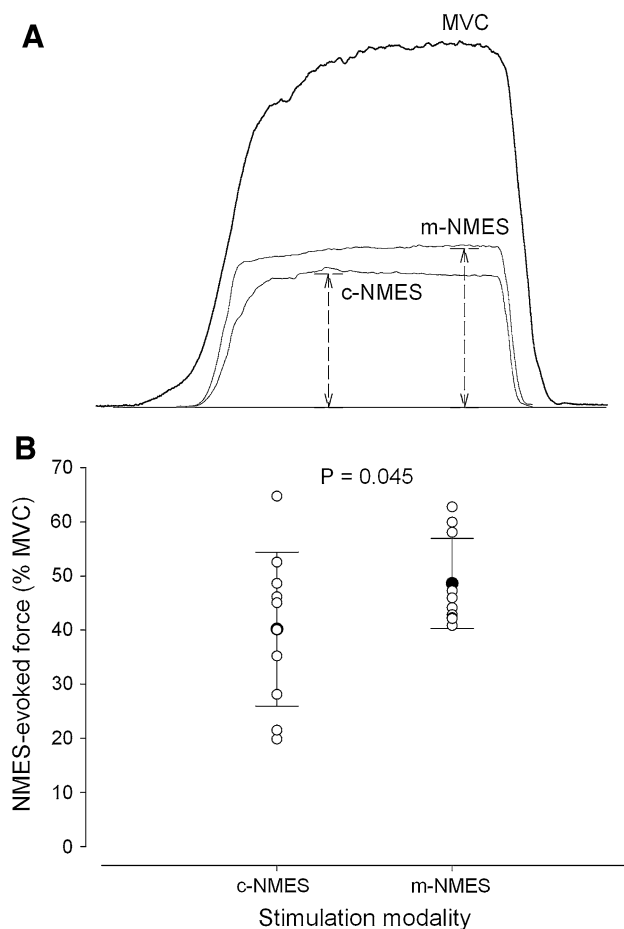 A
MVC
m-NMES
c-NMES
B
NMES-evoked force (% MVC)
70
60
50
40
30
20
10
0
P = 0.045
c-NMES
m-NMES
Stimulation modality